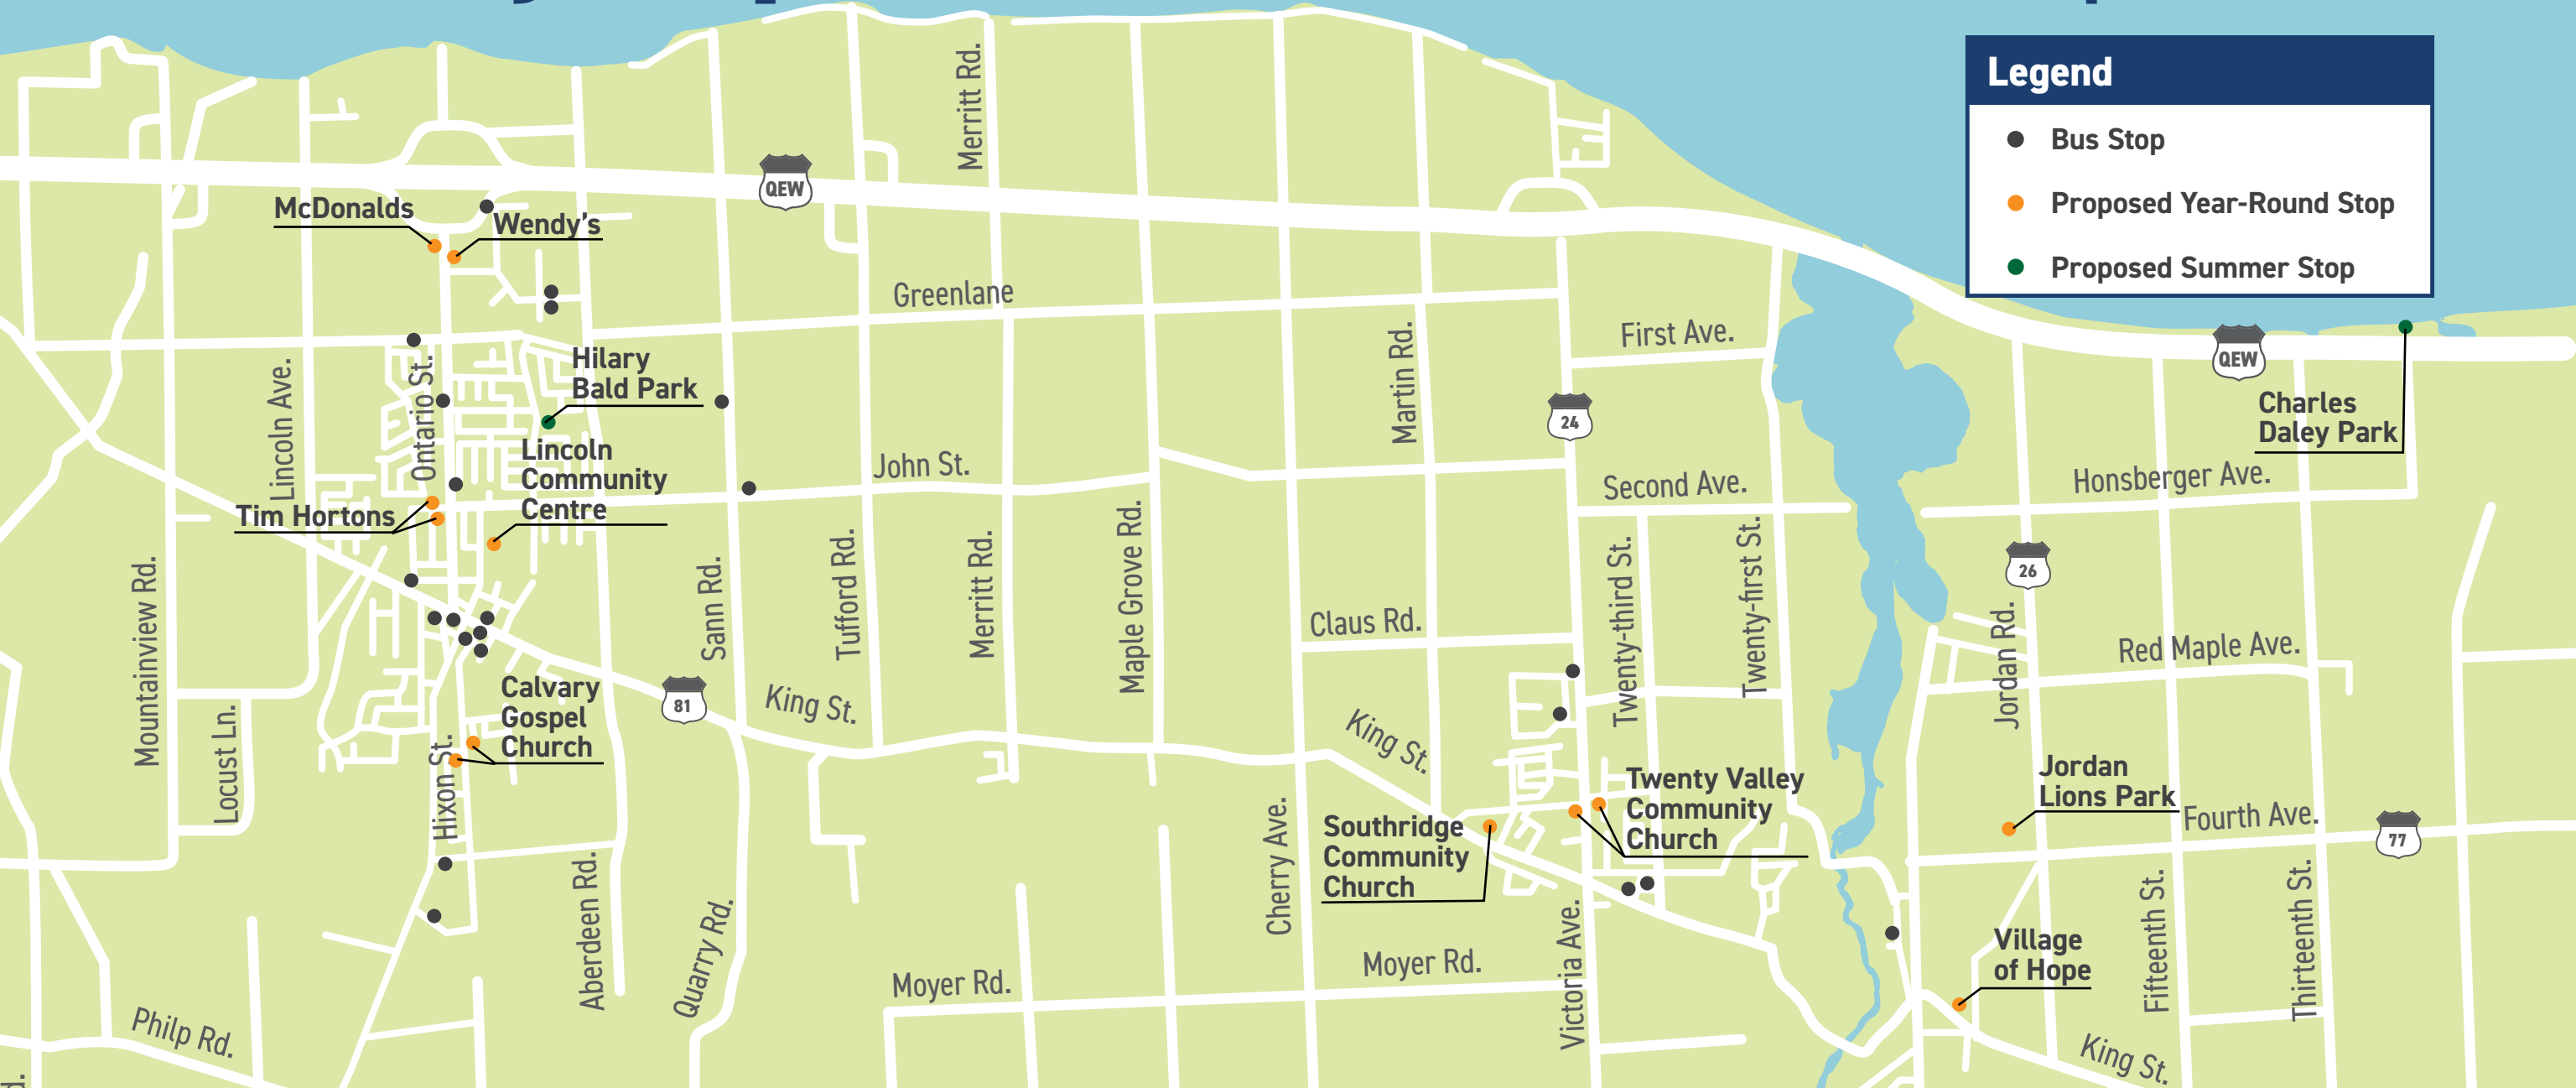 Legend
Bus Stop
Proposed Year-Round Stop
Proposed Summer Stop
Merritt Rd.
QEW
McDonalds
Wendy's
Greenlane
First Ave.
QEW
Hilary
Bald Park
Lincoln Ave.
Ontario St.
Martin Rd.
24
Charles
Daley Park
Lincoln
Community
Centre
John St.
Second Ave.
Honsberger Ave.
Tim Hortons
Mountainview Rd.
Sann Rd.
Tufford Rd.
Merritt Rd.
Maple Grove Rd.
Twenty-third St.
Twenty-first St.
26
Claus Rd.
Jordan Rd.
Red Maple Ave.
Calvary
Gospel
Church
81
King St.
King St.
Locust Ln.
Hixon St.
Twenty Valley
Community
Church
Jordan
Lions Park
Southridge
Community
Church
Fourth Ave.
77
Cherry Ave.
Aberdeen Rd.
Quarry Rd.
Victoria Ave.
Fifteenth St.
Thirteenth St.
Village
of Hope
Moyer Rd.
Moyer Rd.
Philp Rd.
King St.